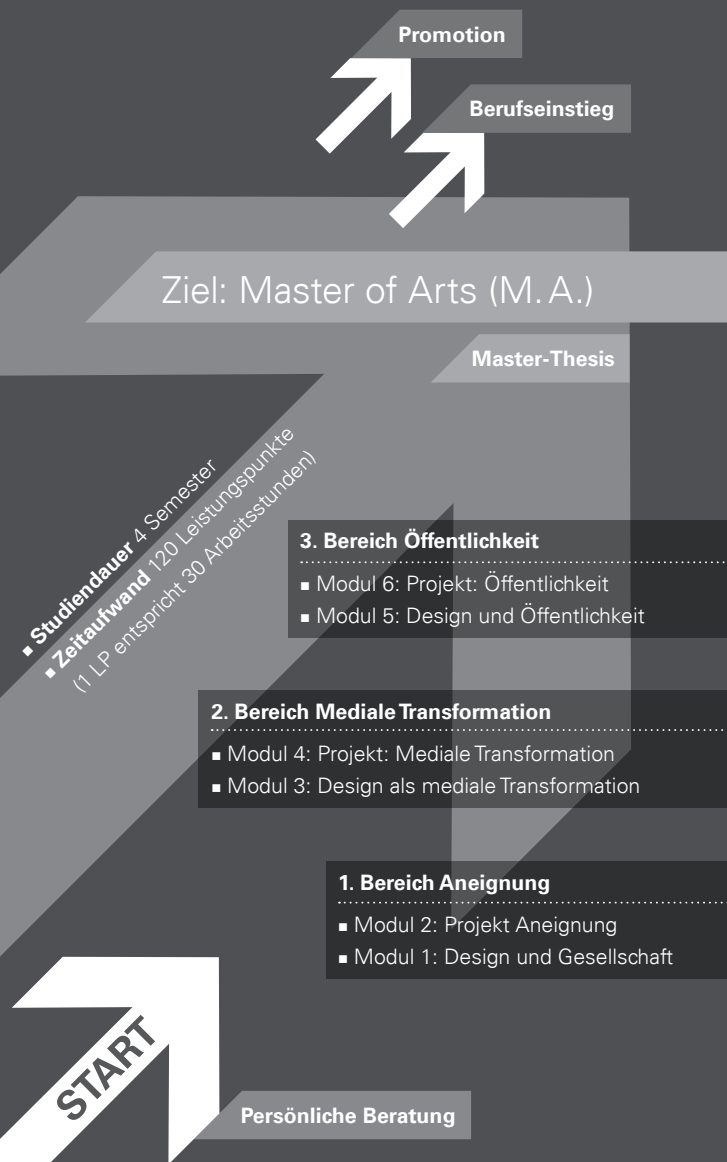 Promotion
Berufseinstieg
Ziel: Master of Arts (M. A.)
Master-Thesis
▪ Studiendauer 4 Semester
▪ Zeitaufwand 120 Leistungspunkte
(1 LP entspricht 30 Arbeitsstunden)
3. Bereich Öffentlichkeit
▪ Modul 6: Projekt: Öffentlichkeit
▪ Modul 5: Design und Öffentlichkeit
2. Bereich Mediale Transformation
▪ Modul 4: Projekt: Mediale Transformation
▪ Modul 3: Design als mediale Transformation
1. Bereich Aneignung
▪ Modul 2: Projekt Aneignung
▪ Modul 1: Design und Gesellschaft
START
Persönliche Beratung